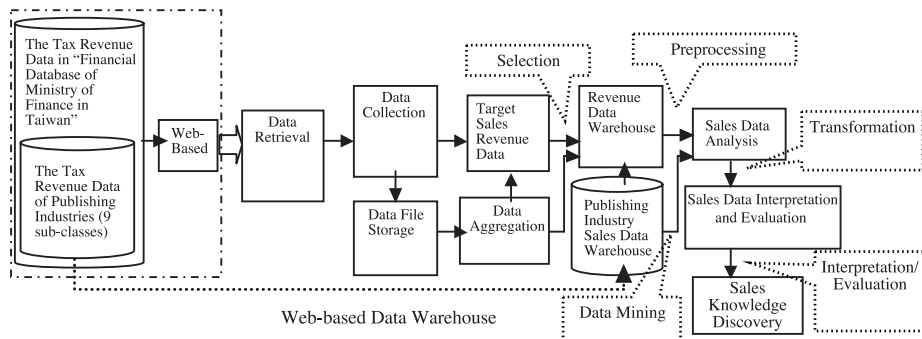 The Tax Revenue
Data in “Financial
Database of
Ministry of
Finance in
Taiwan”
The Tax
Revenue Data
of Publishing
Industries (9
sub-classes)
Web-
Based
Data
Retrieval
Data
Collection
Data File
Storage
Selection
Target
Sales
Revenue
Data
Data
Aggregation
Revenue
Data
Warehouse
Publishing
Industry
Sales Data
Warehouse
Preprocessing
Sales Data
Analysis
Transformation
Sales Data Interpretation
and Evaluation
Interpretation/
Evaluation
Sales
Knowledge
Discovery
Data Mining
Web-based Data Warehouse